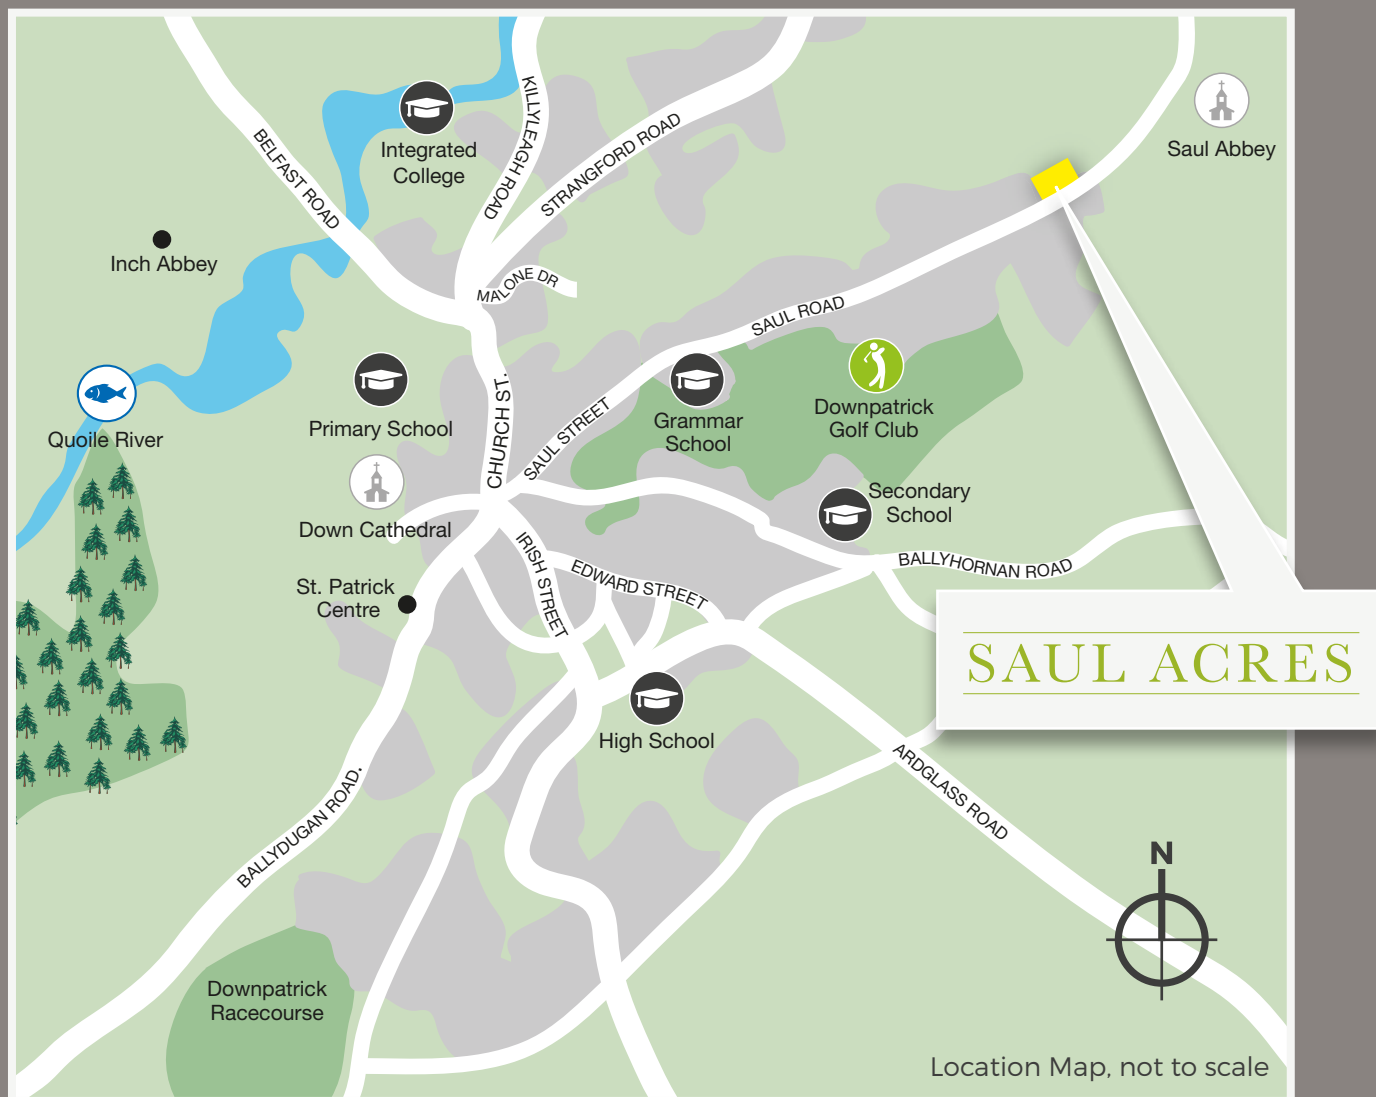 KILLYLEAGH ROAD
STRANGFORD ROAD
BELFAST ROAD
Integrated
College
Saul Abbey
Inch Abbey
MALONE DR
SAUL ROAD
Quoile River
Primary School
CHURCH ST.
SAUL STREET
Grammar
School
Downpatrick
Golf Club
Down Cathedral
Secondary
School
St. Patrick
Centre
IRISH STREET
EDWARD STREET
BALLYHORNAN ROAD
SAUL ACRES
High School
BALLYDUGAN ROAD.
ARDGLASS ROAD
N
Downpatrick
Racecourse
Location Map, not to scale